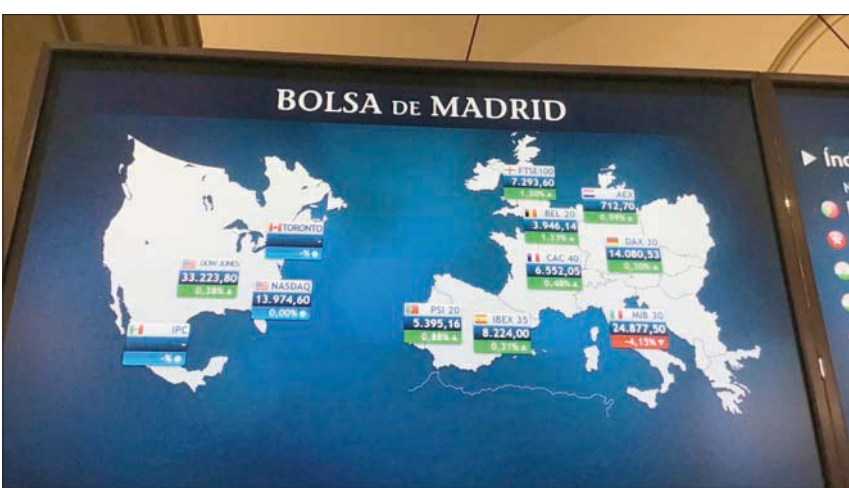 BOLSA DE MADRID
FTSE100
7.293,60
1,20% ▲
AEX
712,70
0,99% ▲
BEL 20
3.946,14
1,17% ▲
DAX 30
14.080,53
0,30% ▲
CAC 40
6.552,05
0,48% ▲
TORONTO
-
-% ●
DOW JONES
33.223,80
0,28% ▲
NASDAQ
13.974,60
0,00% ●
IPC
-
-% ●
PSI 20
5.395,16
0,88% ▲
IBEX 35
8.224,00
0,31% ▲
MIB 30
24.877,50
-4,15% ▼
▶ Índ